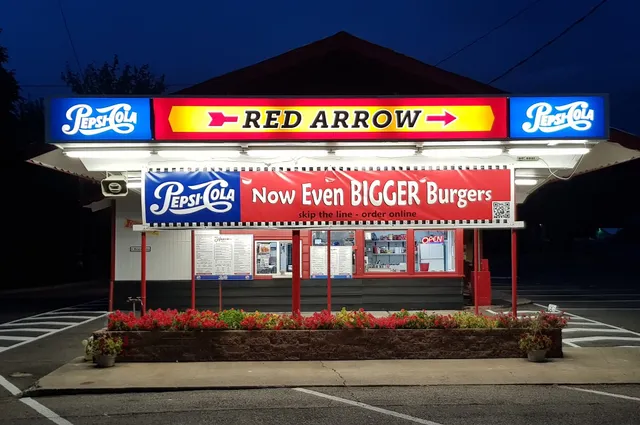 PEPSI-COLA
RED ARROW
PEPSI-COLA
PEPSI-COLA
Now Even BIGGER Burgers
skip the line - order online
OPEN